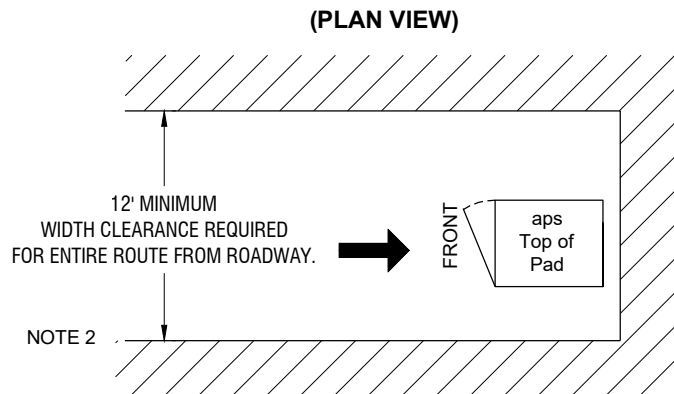 (PLAN VIEW)
12' MINIMUM
WIDTH CLEARANCE REQUIRED
FOR ENTIRE ROUTE FROM ROADWAY.
FRONT
aps
Top of
Pad
NOTE 2